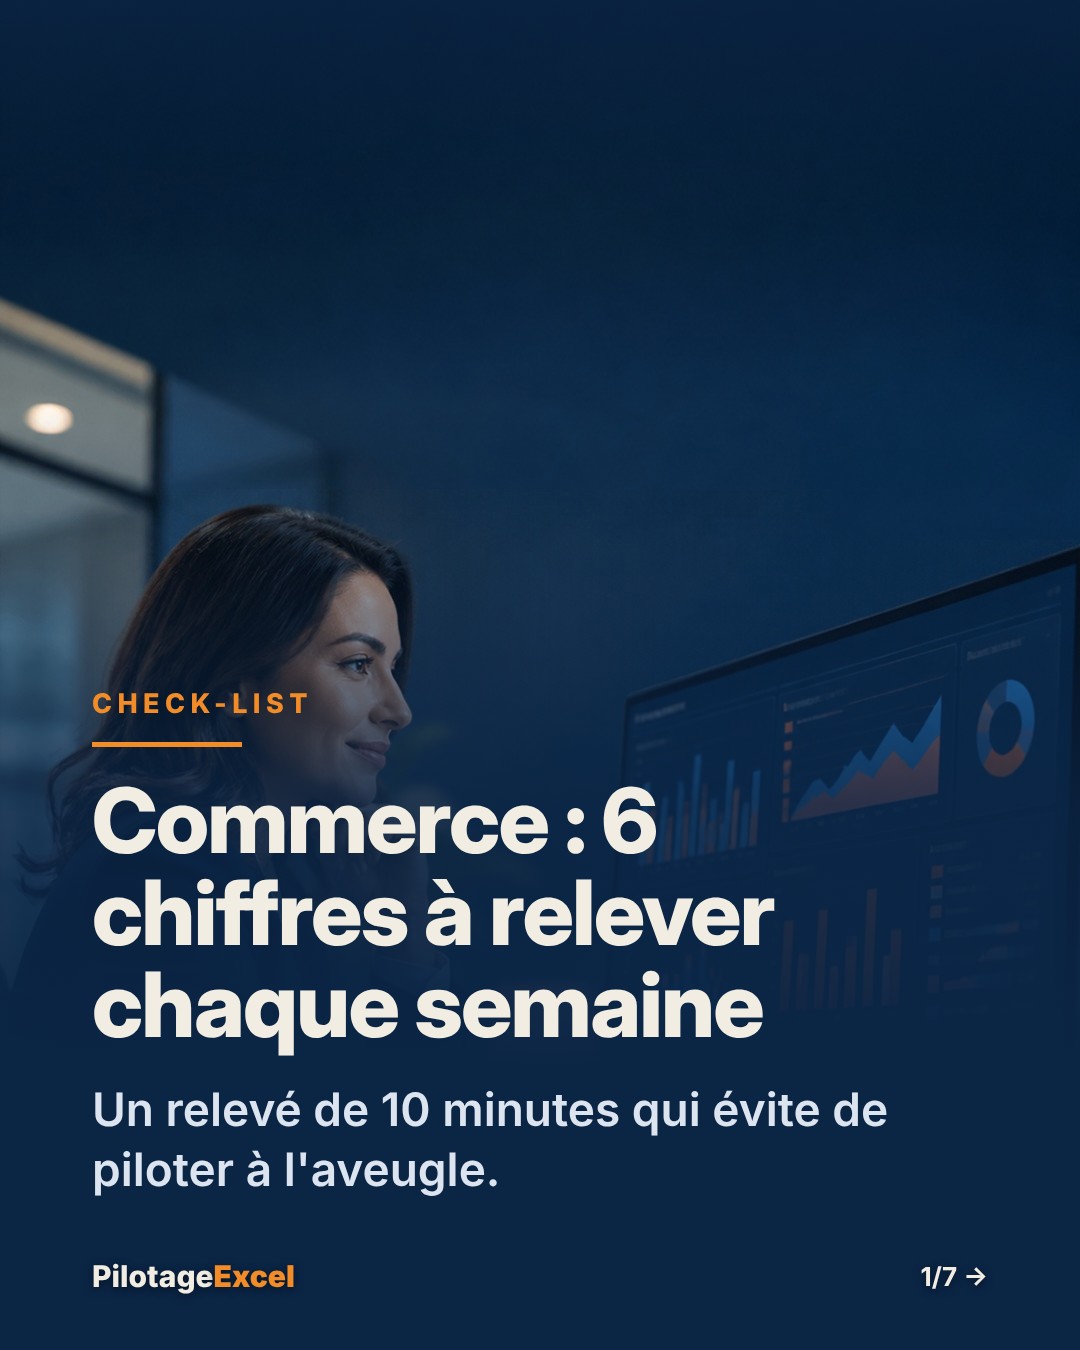 CHECK-LIST
Commerce : 6
chiffres à relever
chaque semaine
Un relevé de 10 minutes qui évite de
piloter à l'aveugle.
PilotageExcel
1/7 →